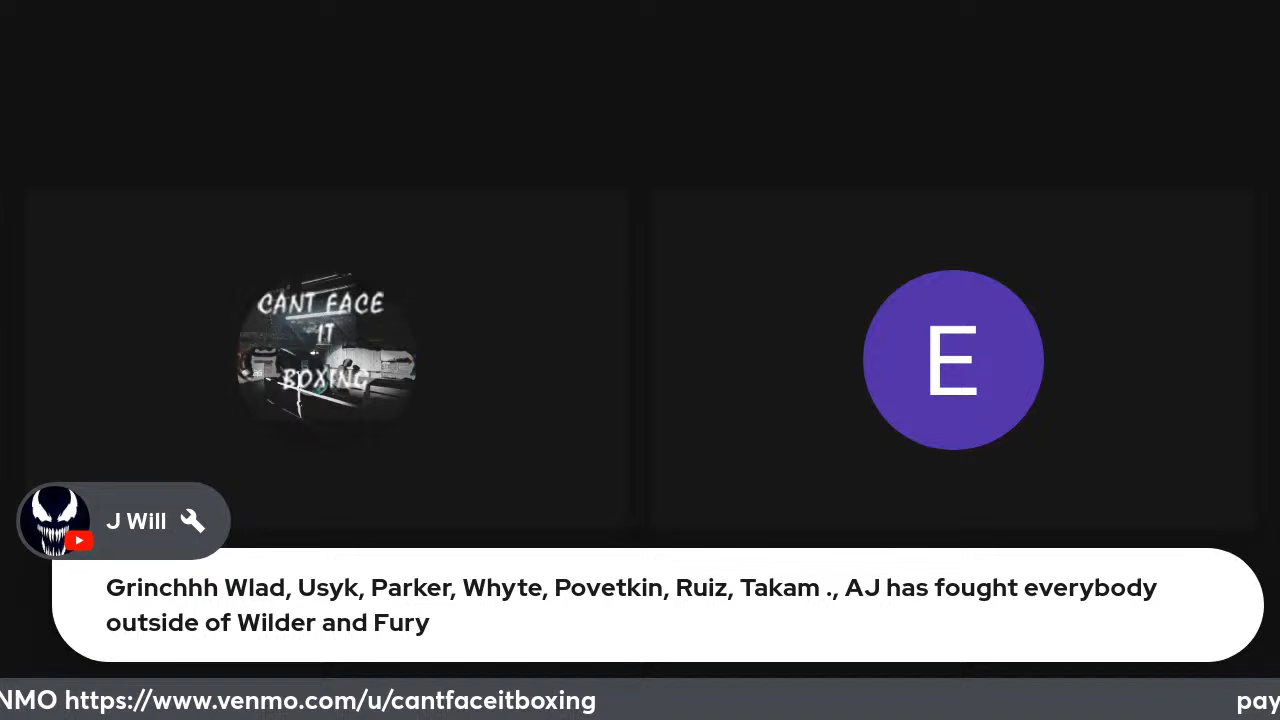 CANT FACE
IT
BOXING
E
J Will
Grinchhh Wlad, Usyk, Parker, Whyte, Povetkin, Ruiz, Takam ., AJ has fought everybody
outside of Wilder and Fury
NMO https://www.venmo.com/u/cantfaceitboxing
pay